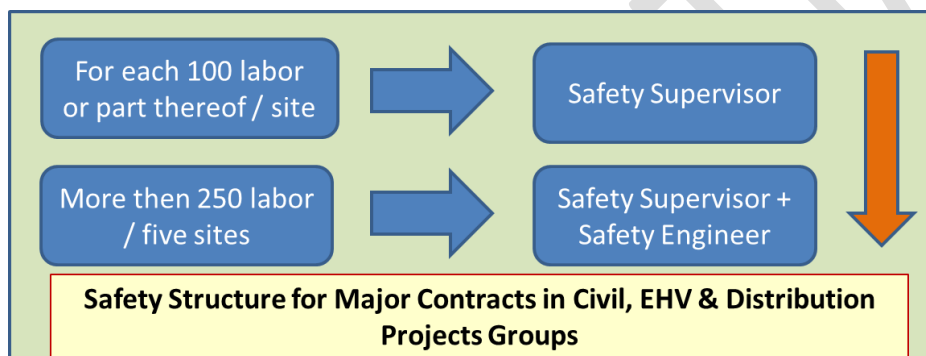 For each 100 labor
or part thereof / site
Safety Supervisor
More then 250 labor
/ five sites
Safety Supervisor +
Safety Engineer
Safety Structure for Major Contracts in Civil, EHV & Distribution
Projects Groups